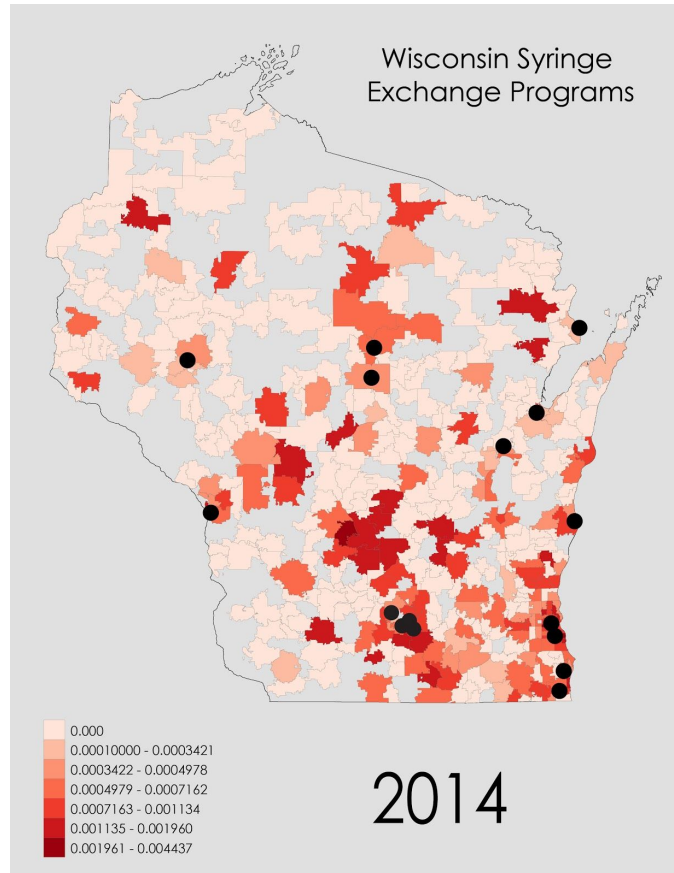 Wisconsin Syringe
Exchange Programs
0.000
0.00010000 - 0.0003421
0.0003422 - 0.0004978
0.0004979 - 0.0007162
0.0007163 - 0.001134
0.001135 - 0.001960
0.001961 - 0.004437
2014